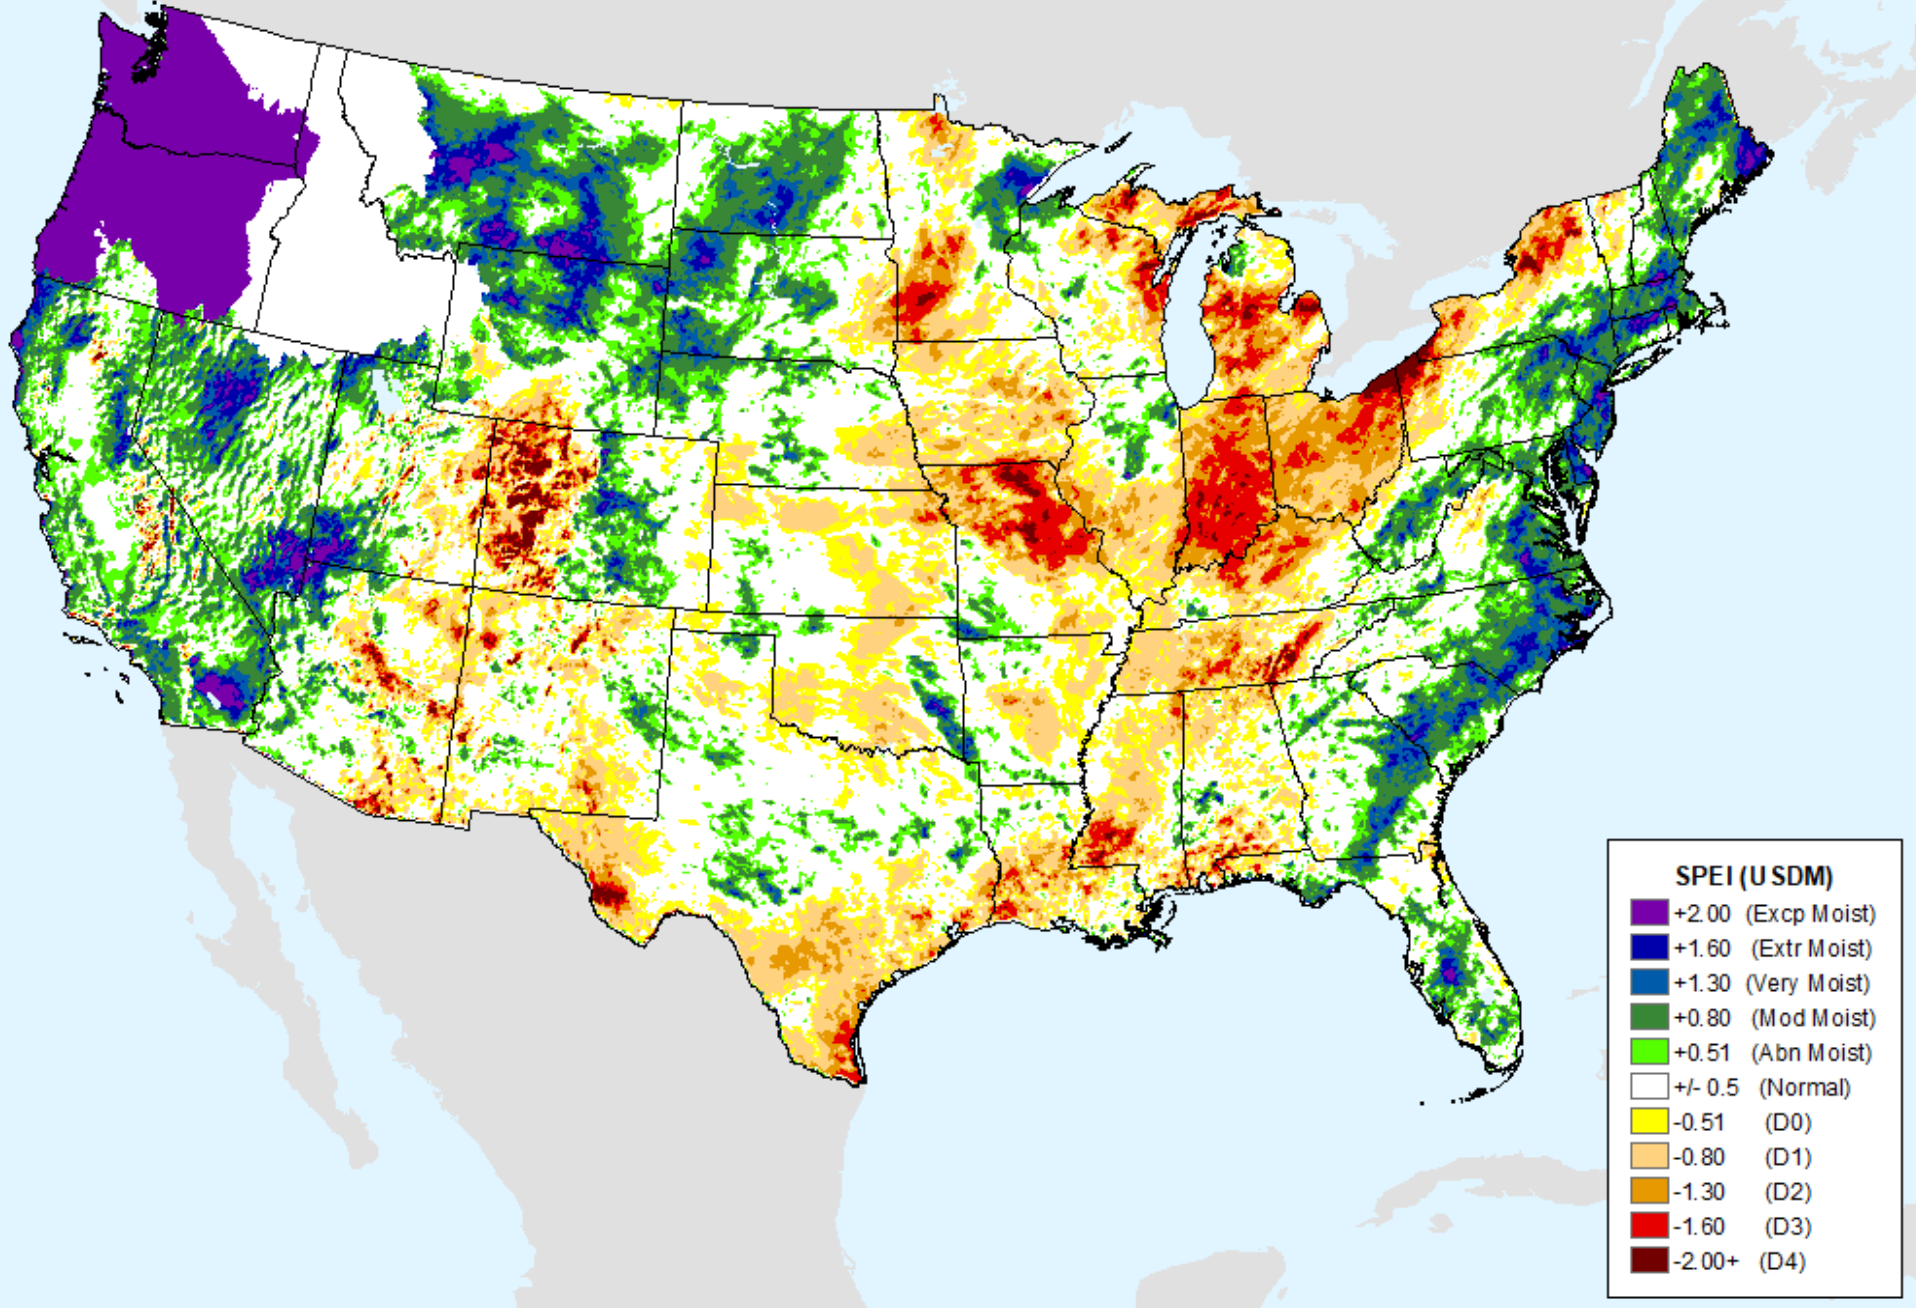 SPEI (USDM)
+2.00 (Excp Moist)
+1.60 (Extr Moist)
+1.30 (Very Moist)
+0.80 (Mod Moist)
+0.51 (Abn Moist)
+/- 0.5 (Normal)
-0.51 (D0)
-0.80 (D1)
-1.30 (D2)
-1.60 (D3)
-2.00+ (D4)